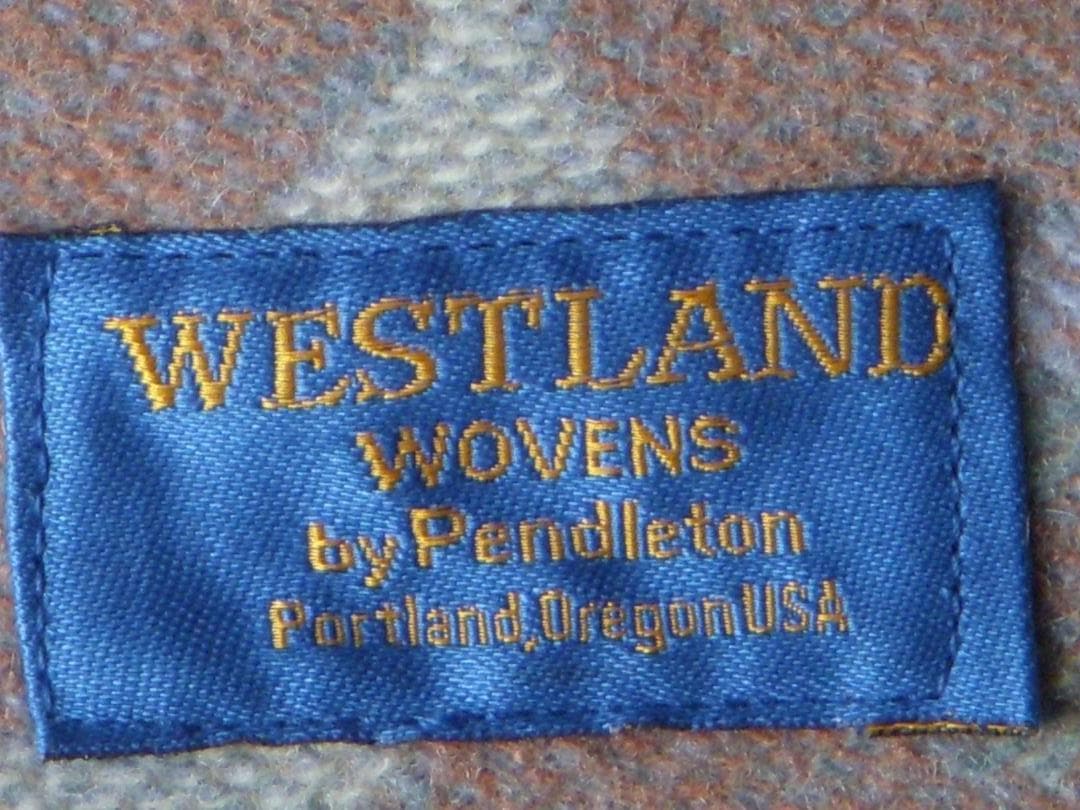 WESTLAND
WOVENS
by Pendleton
Portland, Oregon USA